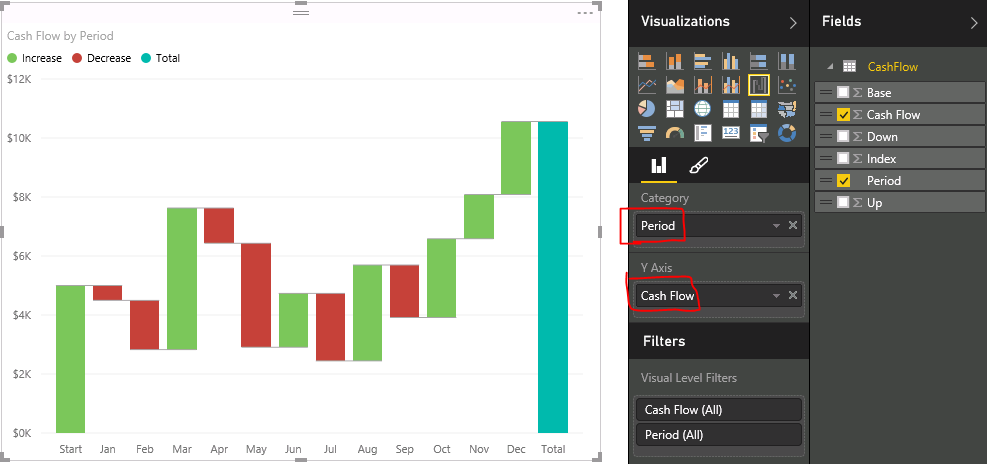 Cash Flow by Period
Increase Decrease Total
$12K
$10K
$8K
$6K
$4K
$2K
$0K
Start Jan Feb Mar Apr May Jun Jul Aug Sep Oct Nov Dec Total
Visualizations
123
Category
Period
Y Axis
Cash Flow
Filters
Visual Level Filters
Cash Flow (All)
Period (All)
Fields
CashFlow
Base
Cash Flow
Down
Index
Period
Up